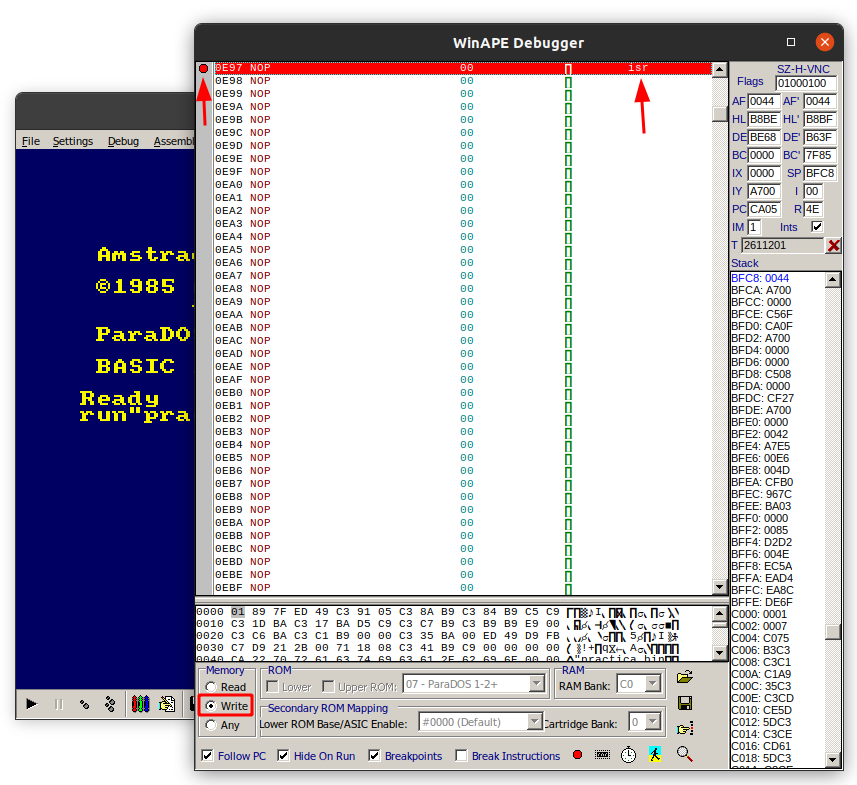 WinAPE Debugger
File Settings Debug Assembl
Amstra
©1985
ParaDO
BASIC
Ready
run"pra
0E97 NOP 00 isr
0E98 NOP 00
0E99 NOP 00
0E9A NOP 00
0E9B NOP 00
0E9C NOP 00
0E9D NOP 00
0E9E NOP 00
0E9F NOP 00
0EA0 NOP 00
0EA1 NOP 00
0EA2 NOP 00
0EA3 NOP 00
0EA4 NOP 00
0EA5 NOP 00
0EA6 NOP 00
0EA7 NOP 00
0EA8 NOP 00
0EA9 NOP 00
0EAA NOP 00
0EAB NOP 00
0EAC NOP 00
0EAD NOP 00
0EAE NOP 00
0EAF NOP 00
0EB0 NOP 00
0EB1 NOP 00
0EB2 NOP 00
0EB3 NOP 00
0EB4 NOP 00
0EB5 NOP 00
0EB6 NOP 00
0EB7 NOP 00
0EB8 NOP 00
0EB9 NOP 00
0EBA NOP 00
0EBB NOP 00
0EBC NOP 00
0EBD NOP 00
0EBE NOP 00
0EBF NOP 00
SZ-H-VNC
Flags 01000100
AF 0044 AF' 0044
HL B8BE HL' B8BF
DE BE68 DE' B63F
BC 0000 BC' 7F85
IX 0000 SP BFC8
IY A700 I 00
PC CA05 R 4E
IM 1 Ints
T 2611201
Stack
BFC8: 0044
BFCA: A700
BFCC: 0000
BFCE: C56F
BFD0: CA0F
BFD2: A700
BFD4: 0000
BFD6: 0000
BFD8: C508
BFDA: 0000
BFDC: CF27
BFDE: A700
BFE0: 0000
BFE2: 0042
BFE4: A7E5
BFE6: 00E6
BFE8: 004D
BFEA: CFB0
BFEC: 967C
BFEE: BA03
BFF0: 0000
BFF2: 0085
BFF4: D2D2
BFF6: 004E
BFF8: EC5A
BFFA: EAD4
BFFC: EA8C
BFFE: DE6F
C000: 0001
C002: 0007
C004: C075
C006: B3C3
C008: C3C1
C00A: C1A9
C00C: 35C3
C00E: C3CD
C010: CE5D
C012: 5DC3
C014: C3CE
C016: CD61
C018: 5DC3
0000 01 89 7F ED 49 C3 91 05 C3 8A B9 C3 84 B9 C5 C9
0010 C3 1D BA C3 17 BA D5 C9 C3 C7 B9 C3 B9 B9 E9 00
0020 C3 C6 BA C3 C1 B9 00 00 C3 35 BA 00 ED 49 D9 FB
0030 C7 D9 21 2B 00 71 18 08 C3 41 B9 C9 00 00 00 00
0040 CA 22 70 72 61 63 74 69 63 61 2E 62 69 6E 00 00
Memory
Read
Write
Any
ROM
Lower Upper ROM: 07 - ParaDOS 1-2+
RAM
RAM Bank: C0
Secondary ROM Mapping
Lower ROM Base/ASIC Enable: #0000 (Default) Cartridge Bank: 0
Follow PC Hide On Run Breakpoints Break Instructions